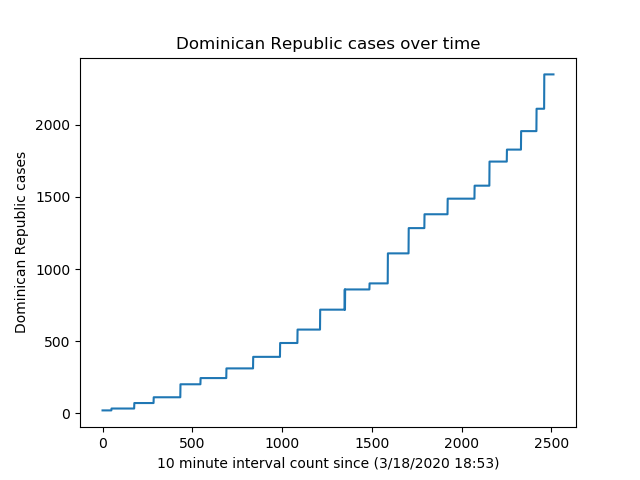 Dominican Republic cases over time
Dominican Republic cases
2000
1500
1000
500
0
0 500 1000 1500 2000 2500
10 minute interval count since (3/18/2020 18:53)